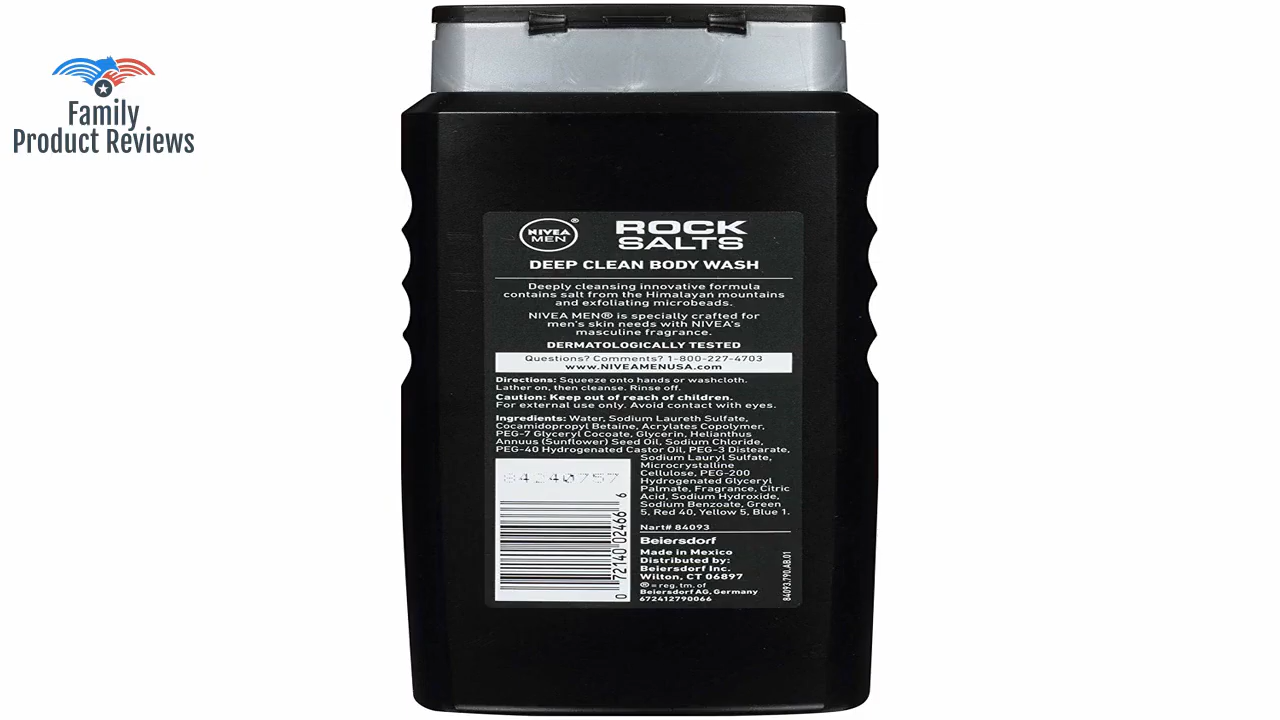 Family
Product Reviews
NIVEA
MEN
®
ROCK
SALTS
DEEP CLEAN BODY WASH
Deeply cleansing innovative formula
contains salt from the Himalayan mountains
and exfoliating microbeads.
NIVEA MEN® is specially crafted for
men's skin needs with NIVEA's
masculine fragrance.
DERMATOLOGICALLY TESTED
Questions? Comments? 1-800-227-4703
www.NIVEAMENUSA.com
Directions: Squeeze onto hands or washcloth.
Lather on, then cleanse. Rinse off.
Caution: Keep out of reach of children.
For external use only. Avoid contact with eyes.
Ingredients: Water, Sodium Laureth Sulfate,
Cocamidopropyl Betaine, Acrylates Copolymer,
PEG-7 Glyceryl Cocoate, Glycerin, Helianthus
Annuus (Sunflower) Seed Oil, Sodium Chloride,
PEG-40 Hydrogenated Castor Oil, PEG-3 Distearate,
Sodium Lauryl Sulfate,
Microcrystalline
Cellulose, PEG-200
Hydrogenated Glyceryl
Palmate, Fragrance, Citric
Acid, Sodium Hydroxide,
Sodium Benzoate, Green
5, Red 40, Yellow 5, Blue 1.
84240757
0 72140 02466 6
Nart# 84093
Beiersdorf
Made in Mexico
Distributed by:
Beiersdorf Inc.
Wilton, CT 06897
® = reg. tm. of
Beiersdorf AG, Germany
672412790066
84093.790.AB.01